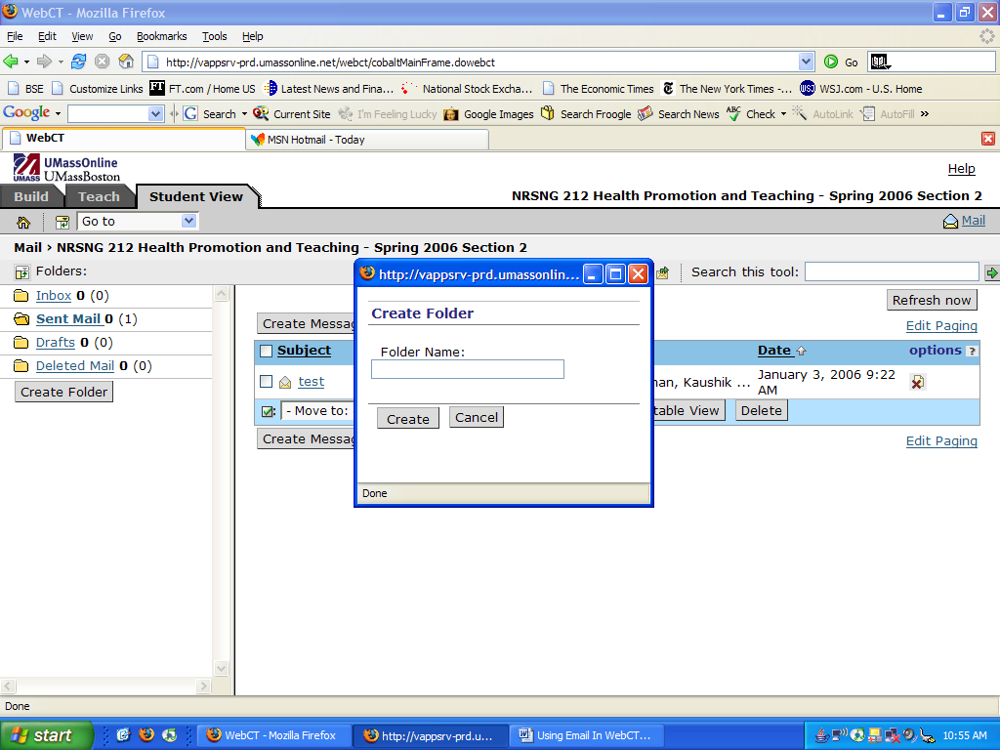 WebCT - Mozilla Firefox
File Edit View Go Bookmarks Tools Help
http://vappsrv-prd.umassonline.net/webct/cobaltMainFrame.dowebct Go
BSE Customize Links FT FT.com / Home US Latest News and Fina... National Stock Excha... The Economic Times The New York Times -... WSJ WSJ.com - U.S. Home
Google Search Current Site I'm Feeling Lucky Google Images Search Froogle Search News Check AutoLink AutoFill
WebCT MSN Hotmail - Today
UMASS UMassOnline
UMassBoston
Help
Build Teach Student View NRSNG 212 Health Promotion and Teaching - Spring 2006 Section 2
Go to Mail
Mail › NRSNG 212 Health Promotion and Teaching - Spring 2006 Section 2
Folders: Search this tool:
Inbox 0 (0)
Sent Mail 0 (1)
Drafts 0 (0)
Deleted Mail 0 (0)
Create Folder
Refresh now
Create Messag Edit Paging
Subject Date options ?
test nan, Kaushik ... January 3, 2006 9:22 AM
: - Move to: table View Delete
Create Messag Edit Paging
http://vappsrv-prd.umassonlin...
Create Folder
Folder Name:
Create Cancel
Done
Done
start WebCT - Mozilla Firefox http://vappsrv-prd.u... Using Email In WebCT... 10:55 AM